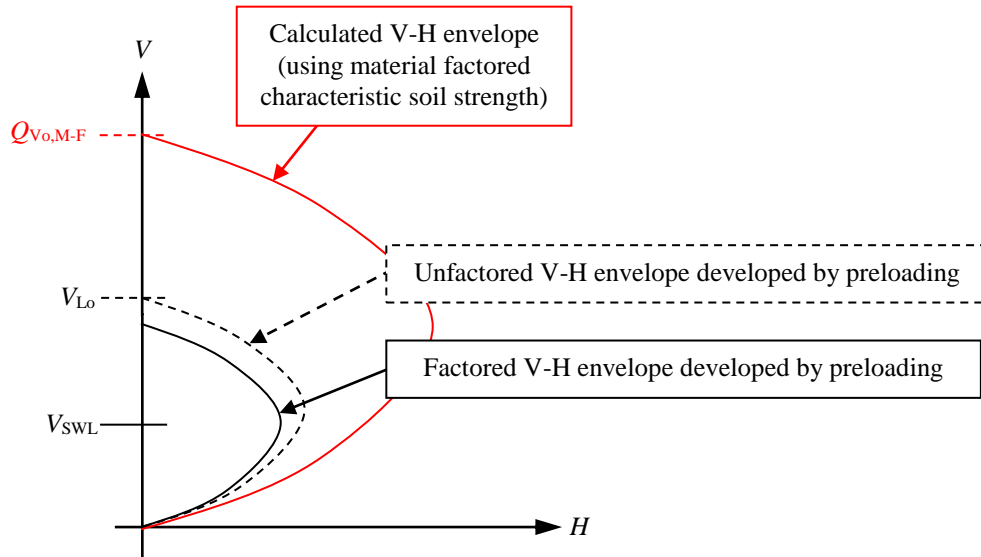 Calculated V-H envelope
(using material factored
characteristic soil strength)
V
QVo,M-F
Unfactored V-H envelope developed by preloading
VLo
Factored V-H envelope developed by preloading
VSWL
H